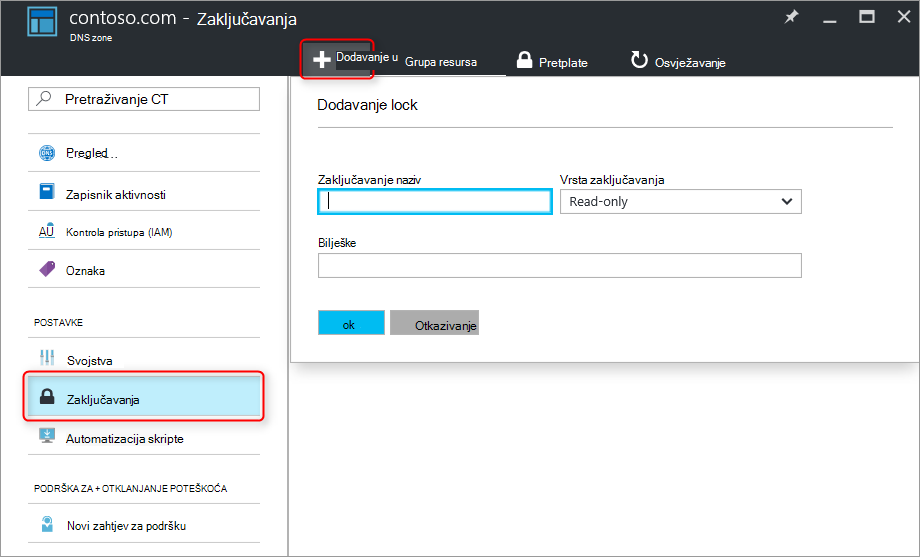 contoso.com - Zaključavanja
DNS zone
Dodavanje u
Grupa resursa
Pretplate
Osvježavanje
Pretraživanje CT
Pregled...
Zapisnik aktivnosti
Kontrola pristupa (IAM)
Oznaka
POSTAVKE
Svojstva
Zaključavanja
Automatizacija skripte
PODRŠKA ZA + OTKLANJANJE POTEŠKOĆA
Novi zahtjev za podršku
Dodavanje lock
Zaključavanje naziv
Vrsta zaključavanja
Read-only
Bilješke
ok
Otkazivanje